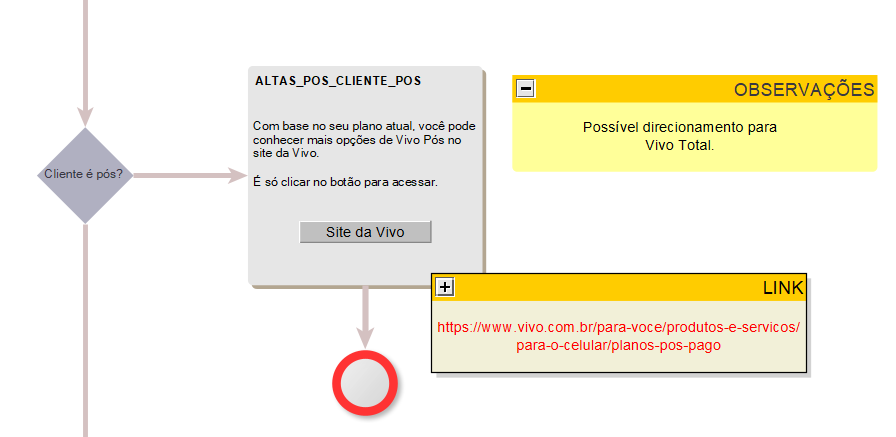 Cliente é pós?
ALTAS_POS_CLIENTE_POS
Com base no seu plano atual, você pode
conhecer mais opções de Vivo Pós no
site da Vivo.
É só clicar no botão para acessar.
Site da Vivo
OBSERVAÇÕES
Possível direcionamento para
Vivo Total.
LINK
https://www.vivo.com.br/para-voce/produtos-e-servicos/
para-o-celular/planos-pos-pago